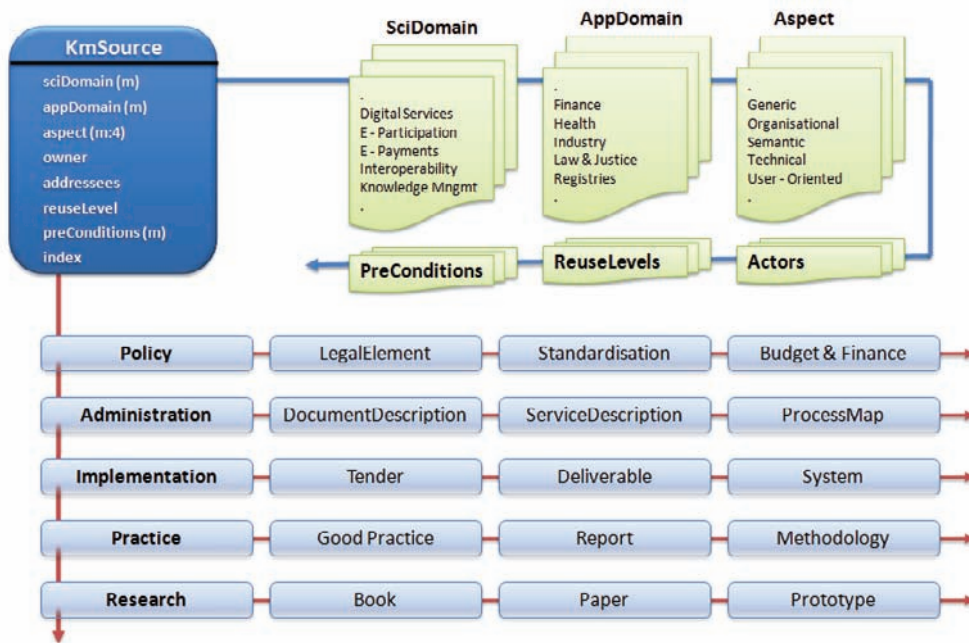 KmSource
sciDomain (m)
appDomain (m)
aspect (m:4)
owner
addressees
reuseLevel
preConditions (m)
index
SciDomain
.
Digital Services
E - Participation
E - Payments
Interoperability
Knowledge Mngmt
.
AppDomain
.
Finance
Health
Industry
Law & Justice
Registries
.
Aspect
.
Generic
Organisational
Semantic
Technical
User - Oriented
.
PreConditions
ReuseLevels
Actors
Policy LegalElement Standardisation Budget & Finance
Administration DocumentDescription ServiceDescription ProcessMap
Implementation Tender Deliverable System
Practice Good Practice Report Methodology
Research Book Paper Prototype